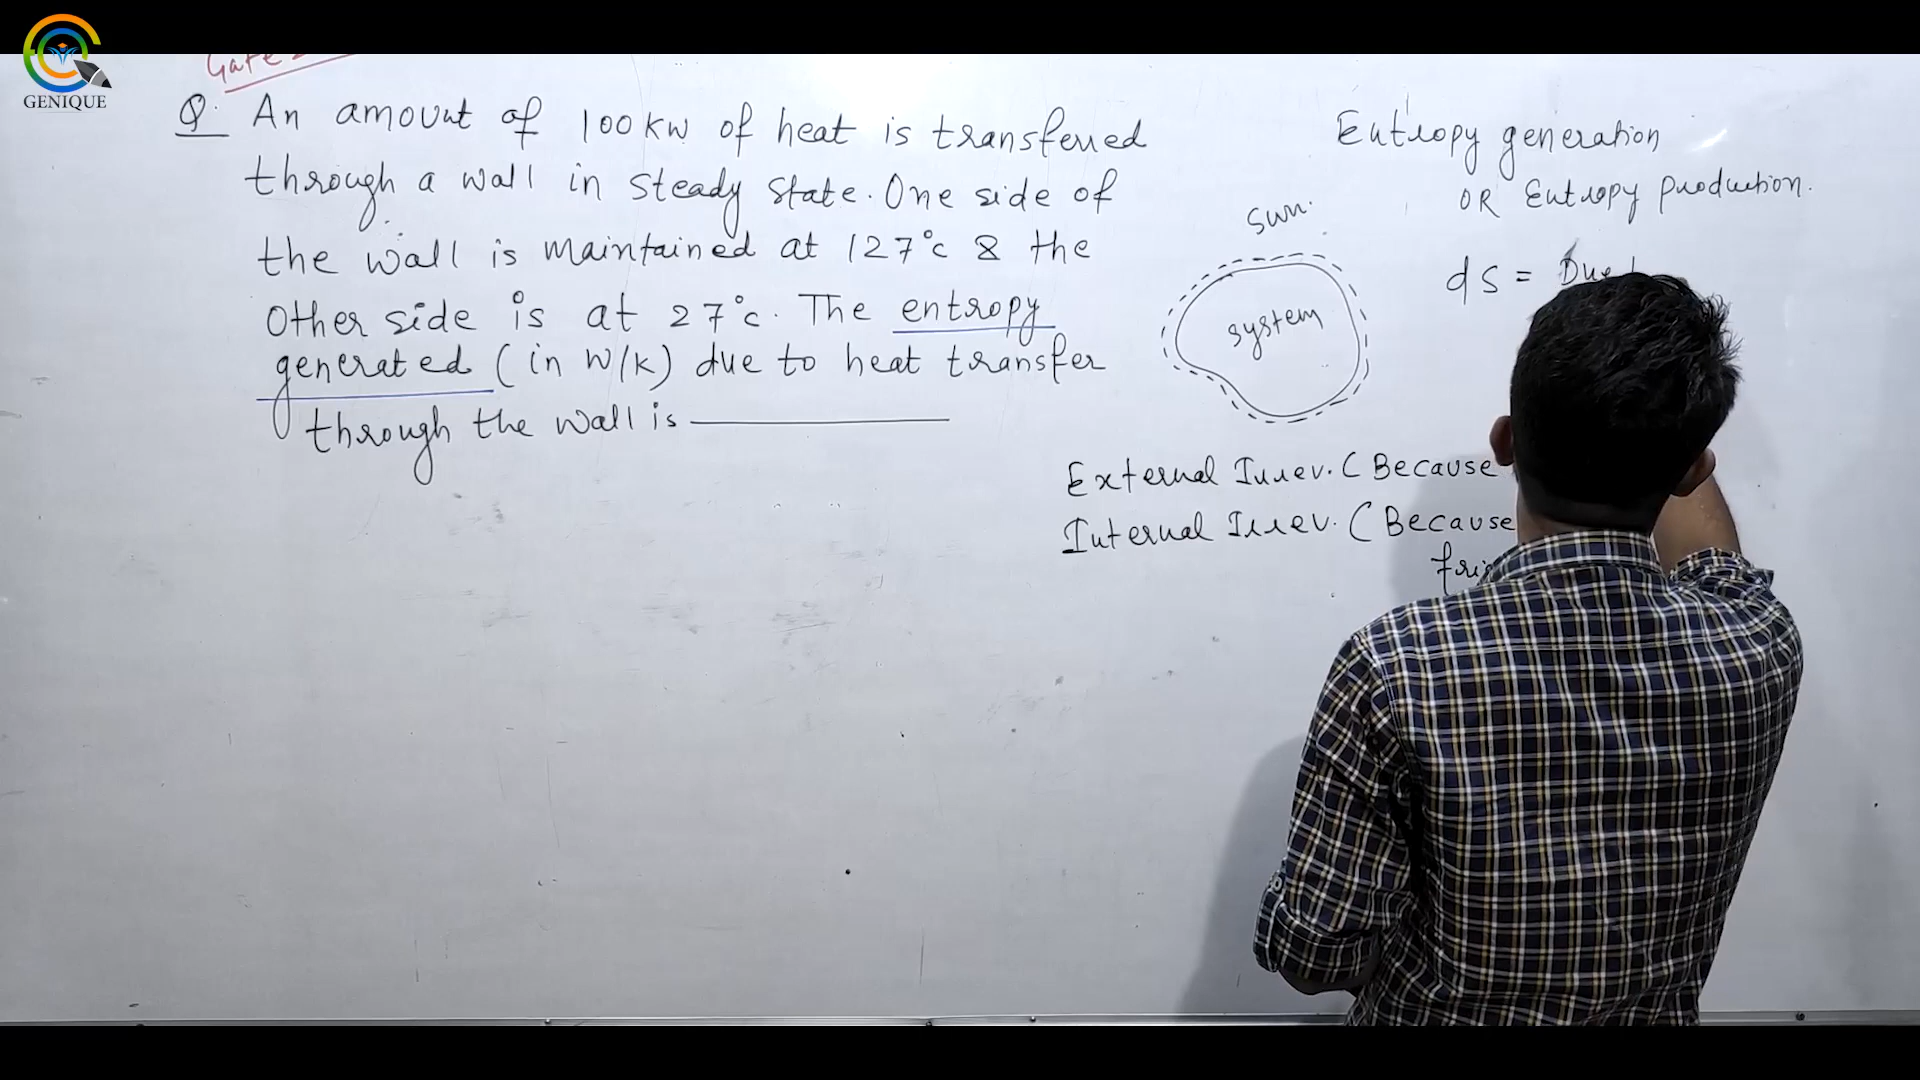 GENIQUE
Gate
Q. An amount of 100 kW of heat is transferred
through a wall in steady state. One side of
the wall is maintained at 127°c & the
other side is at 27°c. The entropy
generated (in W/K) due to heat transfer
through the wall is
Entropy generation
OR Entropy production.
surr.
system
ds = Due
External Irrev. (Because
Internal Irrev. (Because